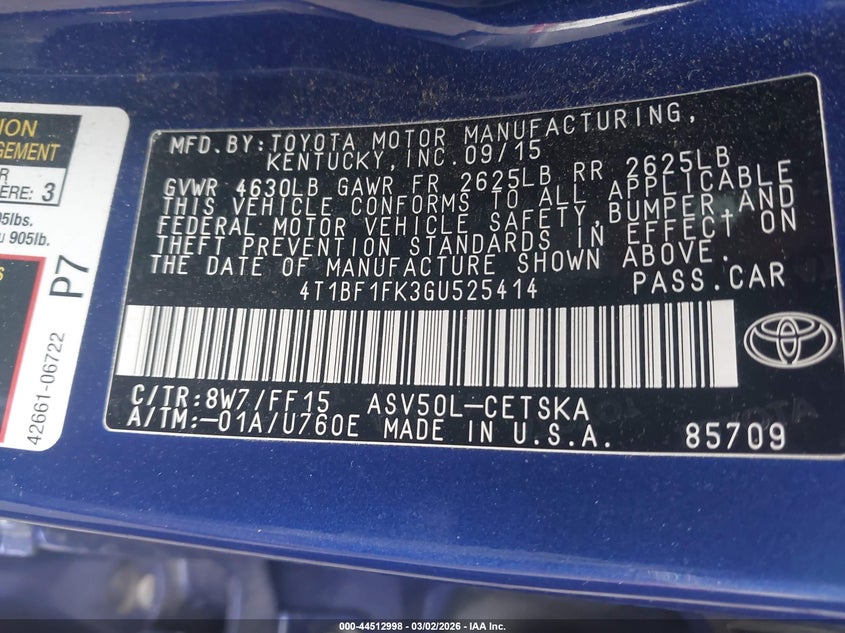 ION
GEMENT
R
ÈRE: 3
05lbs.
u 905lb.
S
P7
42661-06722
MFD. BY: TOYOTA MOTOR MANUFACTURING,
KENTUCKY, INC. 09/15
GVWR 4630LB GAWR FR 2625LB RR 2625LB
THIS VEHICLE CONFORMS TO ALL APPLICABLE
FEDERAL MOTOR VEHICLE SAFETY, BUMPER, AND
THEFT PREVENTION STANDARDS IN EFFECT ON
THE DATE OF MANUFACTURE SHOWN ABOVE.
4T1BF1FK3GU525414 PASS. CAR
C/TR: 8W7/FF15 ASV50L-CETSKA
A/TM: -01A/U760E MADE IN U.S.A. 85709
000-44512998 - 03/02/2026 - IAA Inc.